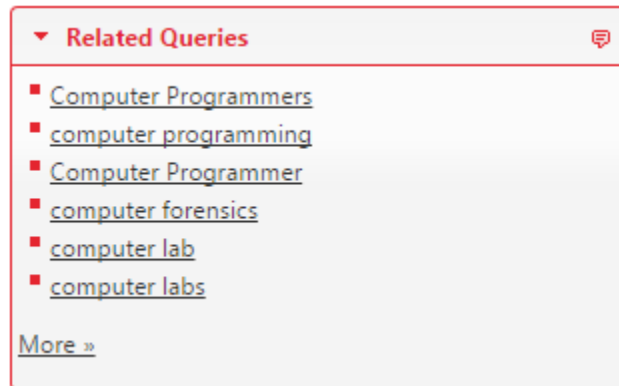 Related Queries
Computer Programmers
computer programming
Computer Programmer
computer forensics
computer lab
computer labs
More »